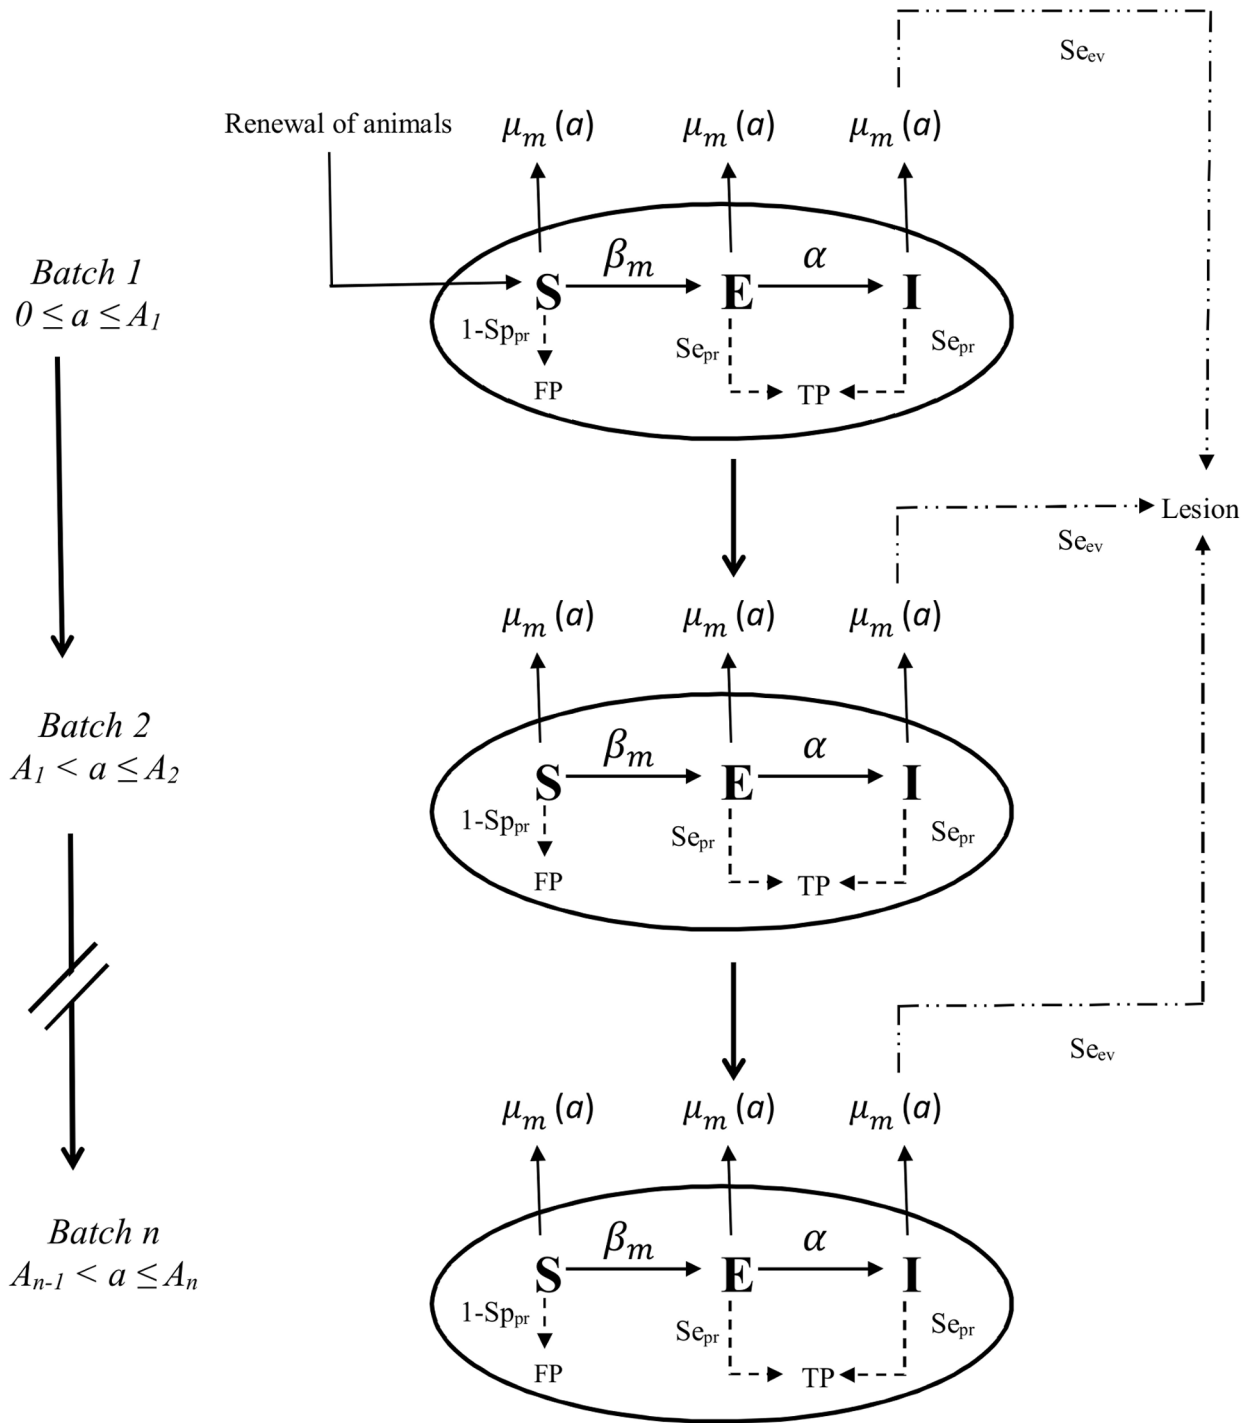 Se_ev
Renewal of animals
μ_m (a) μ_m (a) μ_m (a)
Batch 1
0 ≤ a ≤ A_1
β_m α
S E I
1-Sp_pr Se_pr Se_pr
FP TP
Lesion
Se_ev
μ_m (a) μ_m (a) μ_m (a)
Batch 2
A_1 < a ≤ A_2
β_m α
S E I
1-Sp_pr Se_pr Se_pr
FP TP
Se_ev
μ_m (a) μ_m (a) μ_m (a)
Batch n
A_n-1 < a ≤ A_n
β_m α
S E I
1-Sp_pr Se_pr Se_pr
FP TP